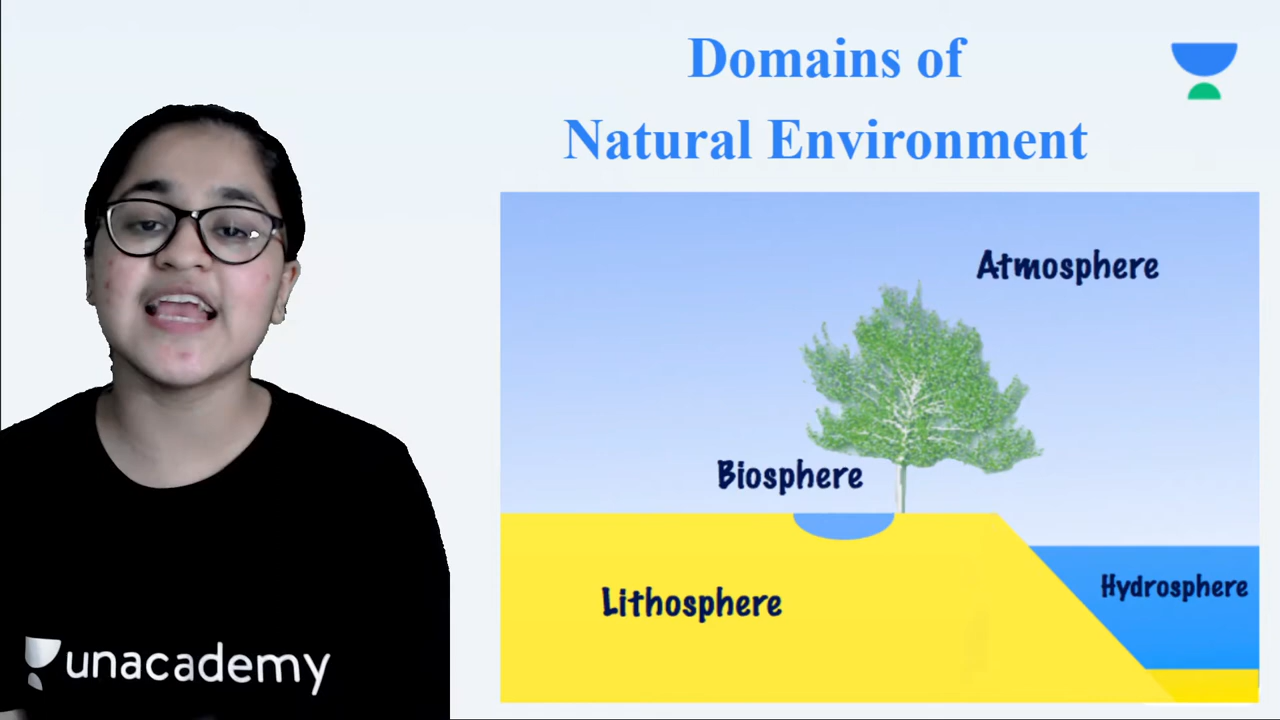 Domains of
Natural Environment
Atmosphere
Biosphere
Lithosphere
Hydrosphere
unacademy